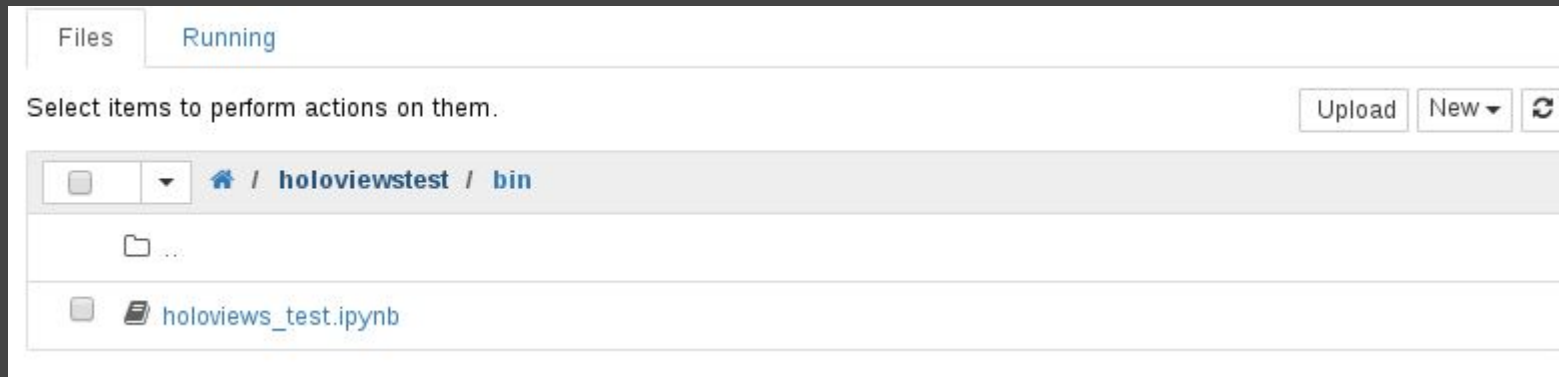 Files Running
Select items to perform actions on them. Upload New
/ holoviewstest / bin
..
holoviews_test.ipynb